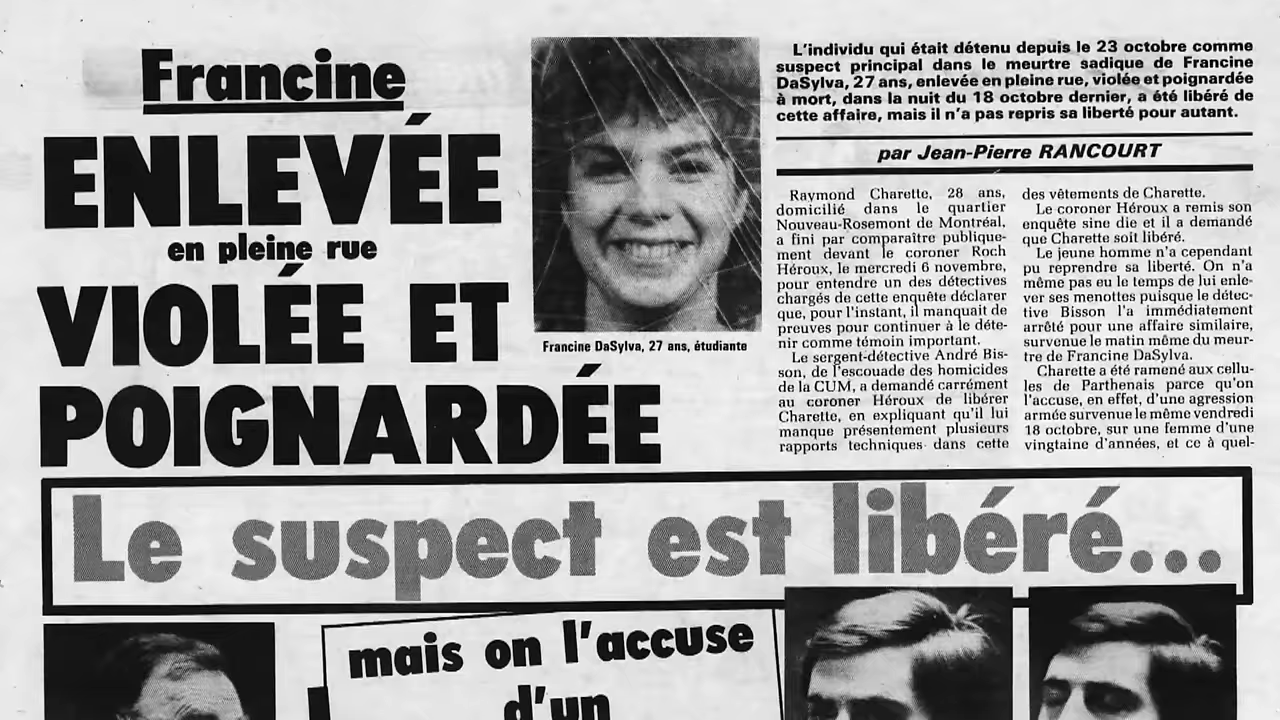 Francine
ENLEVÉE
en pleine rue
VIOLÉE ET
POIGNARDÉE
Francine DaSylva, 27 ans, étudiante
L'individu qui était détenu depuis le 23 octobre comme
suspect principal dans le meurtre sadique de Francine
DaSylva, 27 ans, enlevée en pleine rue, violée et poignardée
à mort, dans la nuit du 18 octobre dernier, a été libéré de
cette affaire, mais il n'a pas repris sa liberté pour autant.
par Jean-Pierre RANCOURT
Raymond Charette, 28 ans,
domicilié dans le quartier
Nouveau-Rosemont de Montréal,
a fini par comparaître publique-
ment devant le coroner Roch
Héroux, le mercredi 6 novembre,
pour entendre un des détectives
chargés de cette enquête déclarer
que, pour l'instant, il manquait de
preuves pour continuer à le déte-
nir comme témoin important.
Le sergent-détective André Bis-
son, de l'escouade des homicides
de la CUM, a demandé carrément
au coroner Héroux de libérer
Charette, en expliquant qu'il lui
manque présentement plusieurs
rapports techniques dans cette
des vêtements de Charette.
Le coroner Héroux a remis son
enquête sine die et il a demandé
que Charette soit libéré.
Le jeune homme n'a cependant
pu reprendre sa liberté. On n'a
même pas eu le temps de lui enle-
ver ses menottes puisque le détec-
tive Bisson l'a immédiatement
arrêté pour une affaire similaire,
survenue le matin même du meur-
tre de Francine DaSylva.
Charette a été ramené aux cellu-
les de Parthenais parce qu'on
l'accuse, en effet, d'une agression
armée survenue le même vendredi
18 octobre, sur une femme d'une
vingtaine d'années, et ce à quel-
Le suspect est libéré...
mais on l'accuse
d'un